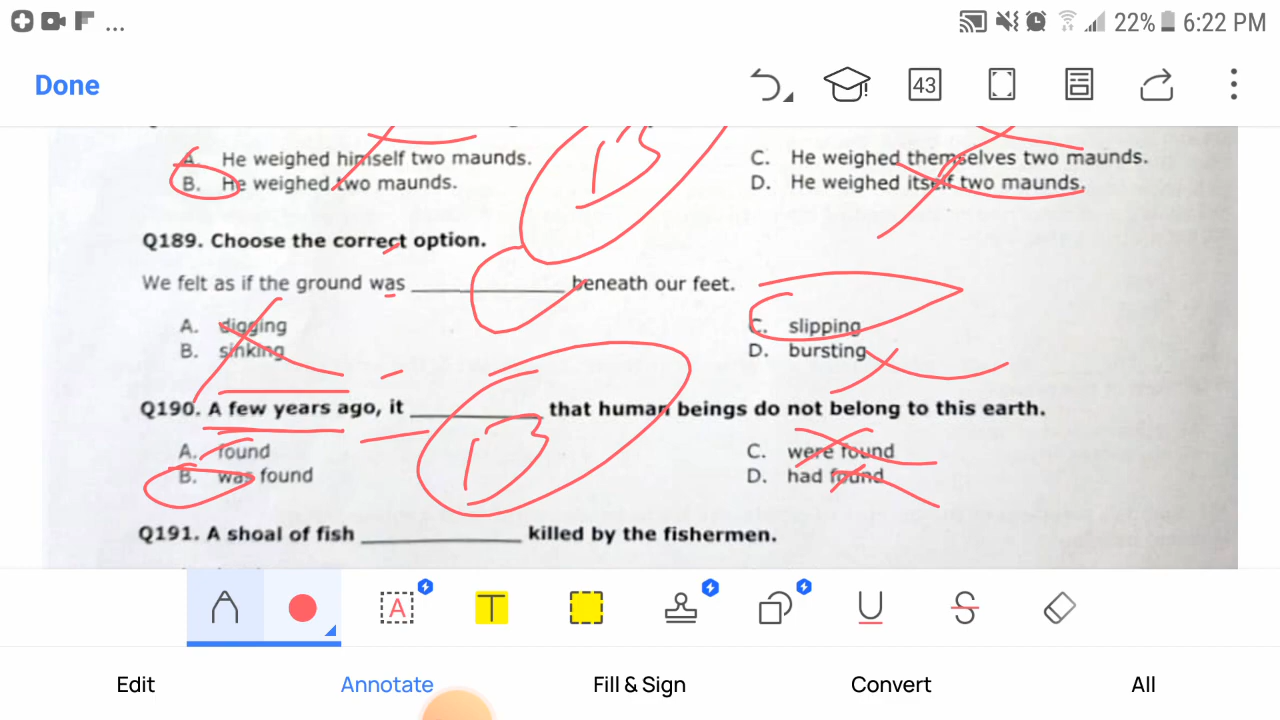 ... 22% 6:22 PM
Done 43
A. He weighed himself two maunds. C. He weighed themselves two maunds.
B. He weighed two maunds. D. He weighed itself two maunds.
B
Q189. Choose the correct option.
We felt as if the ground was ____________ beneath our feet.
A. digging C. slipping
B. sinking D. bursting
Q190. A few years ago, it ____________ that human beings do not belong to this earth.
B
A. found C. were found
B. was found D. had found
Q191. A shoal of fish ____________ killed by the fishermen.
A T U S
Edit Annotate Fill & Sign Convert All